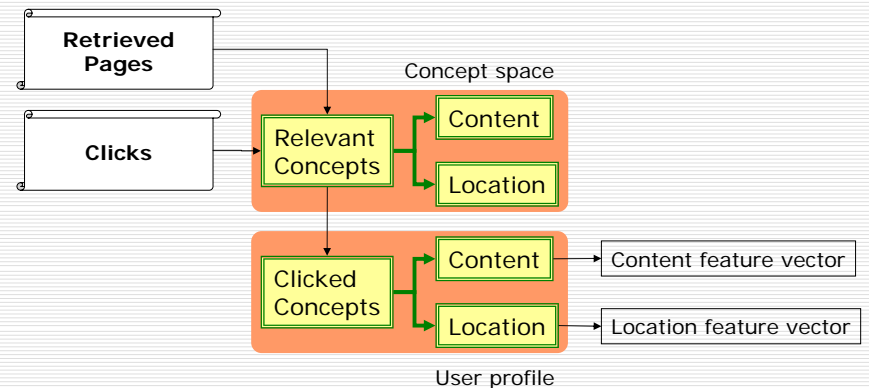 Retrieved
Pages
Concept space
Clicks
Relevant
Concepts
Content
Location
Clicked
Concepts
Content
Content feature vector
Location
Location feature vector
User profile